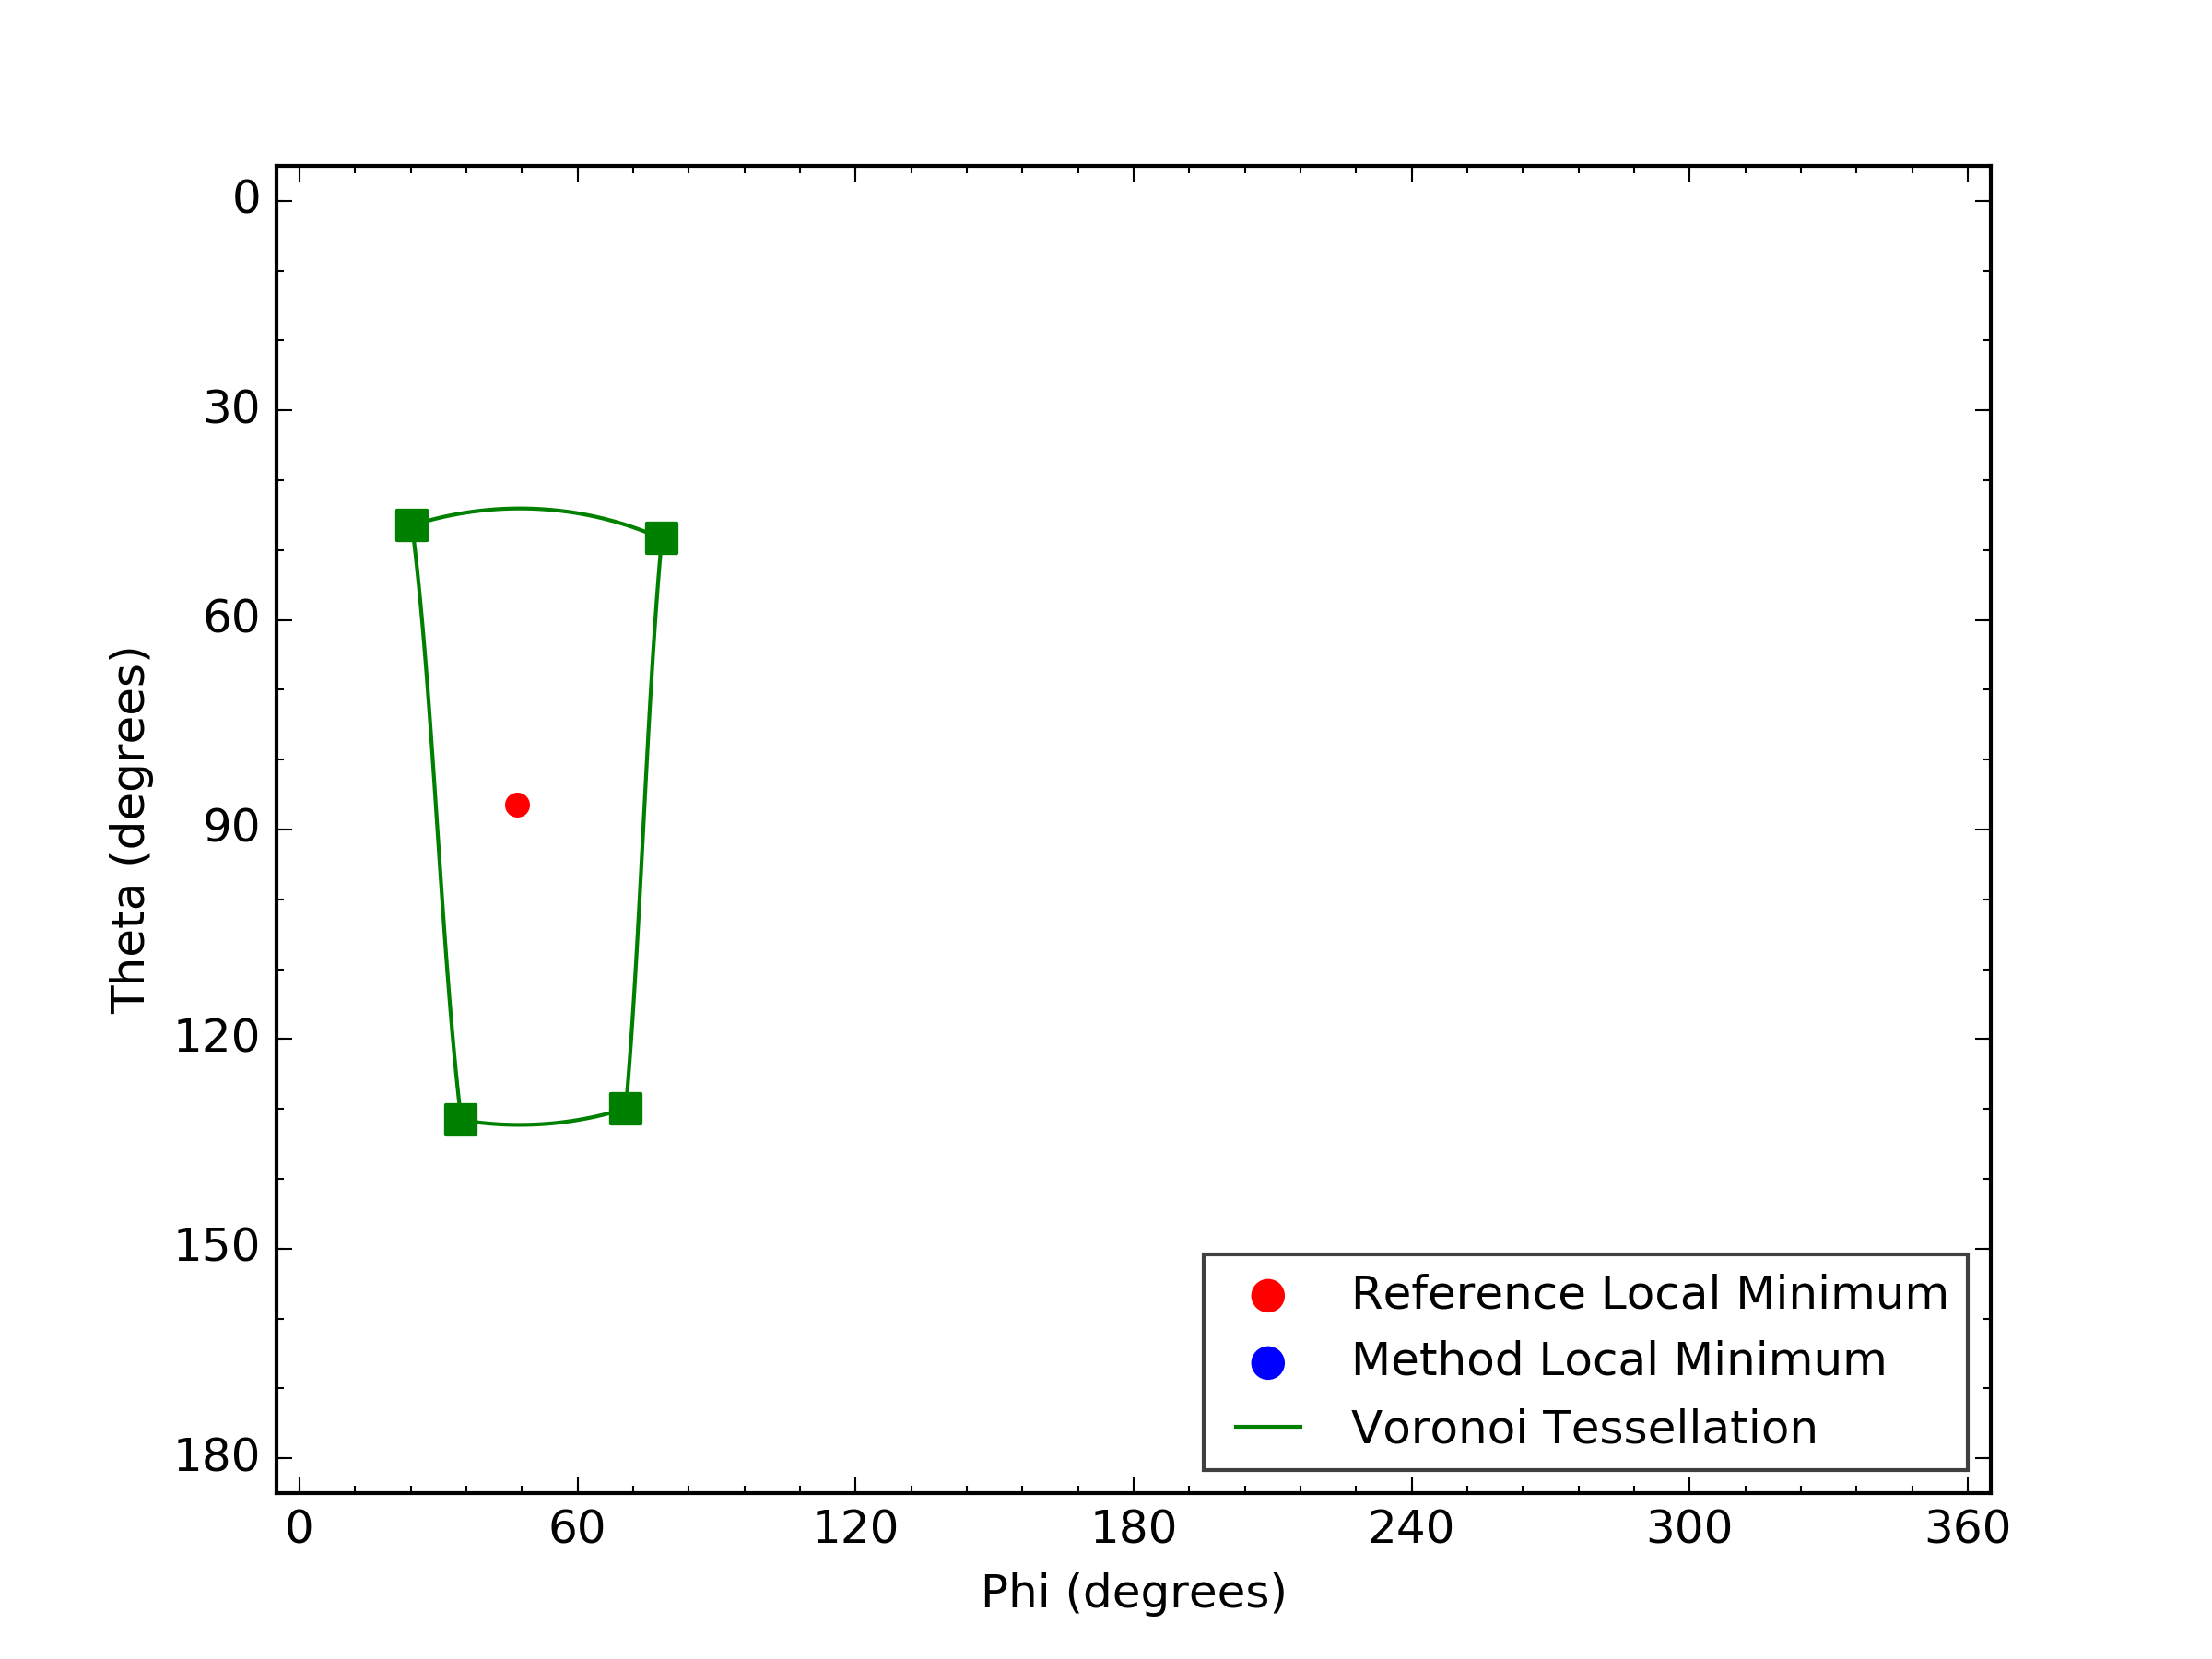 0
30
60
90
120
150
180
Theta (degrees)
Reference Local Minimum
Method Local Minimum
Voronoi Tessellation
0 60 120 180 240 300 360
Phi (degrees)